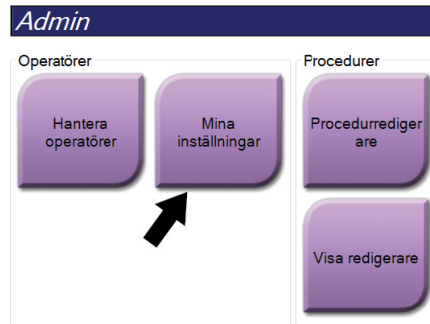 Admin
Operatörer
Hantera
operatörer
Mina
inställningar
Procedurer
Procedurrediger
are
Visa redigerare